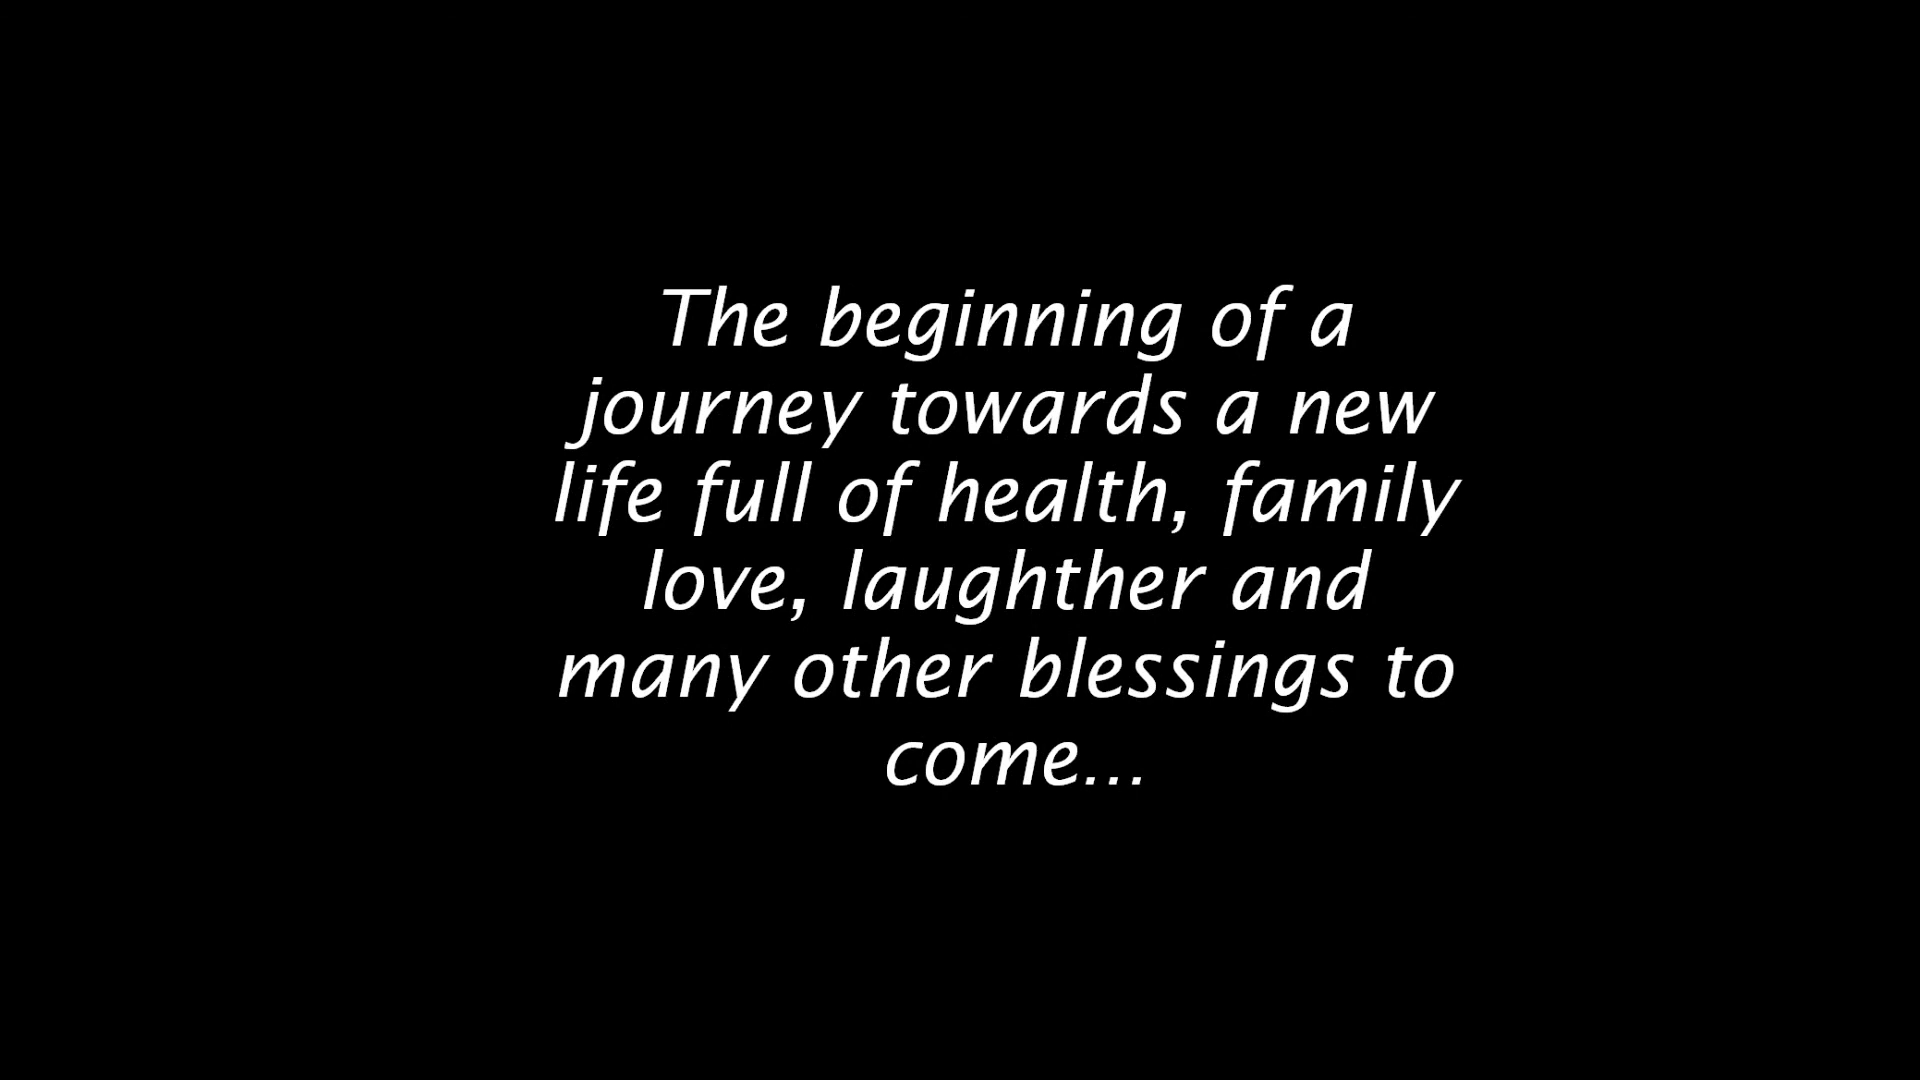 The beginning of a
journey towards a new
life full of health, family
love, laughther and
many other blessings to
come...